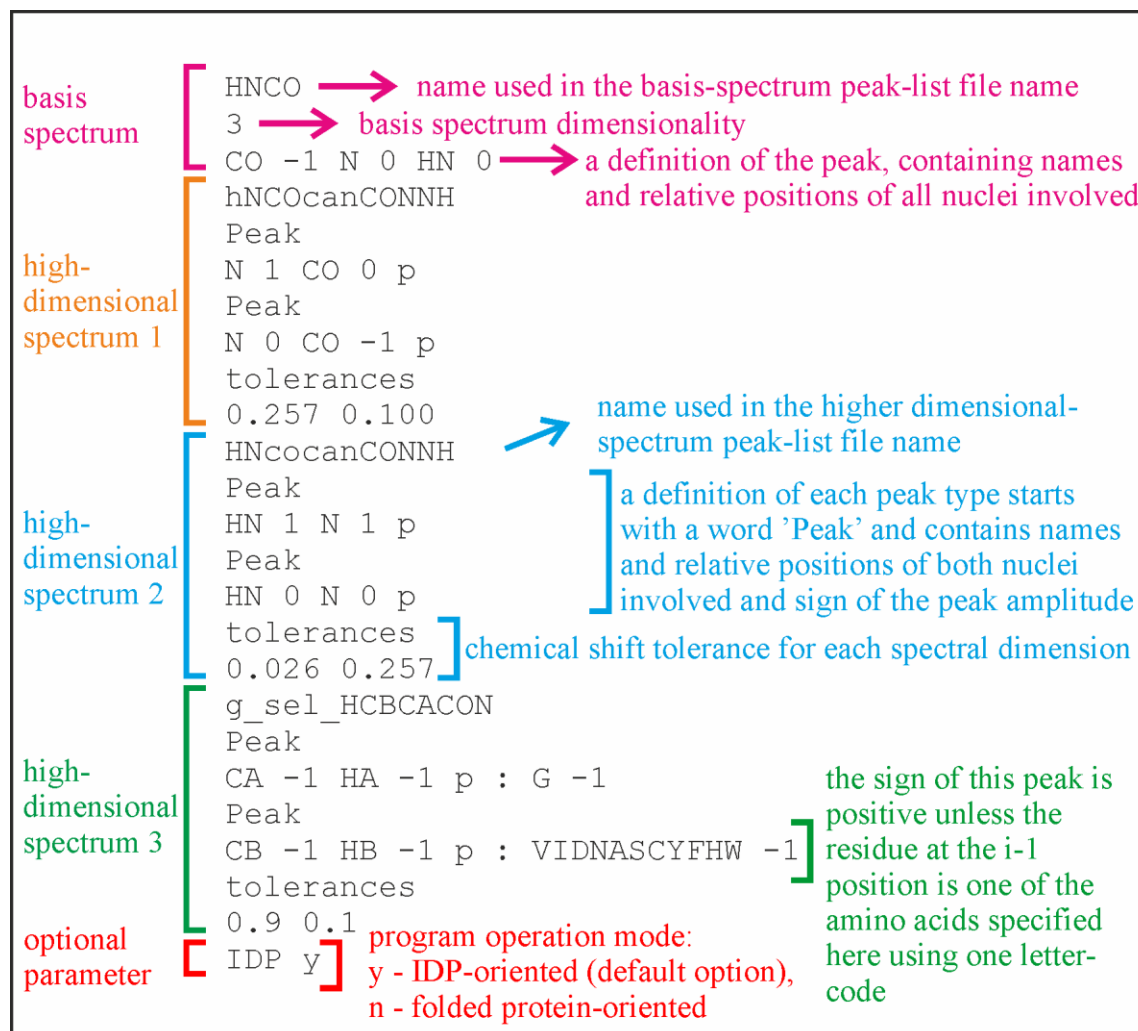 basis
spectrum
HNCO
name used in the basis-spectrum peak-list file name
3
basis spectrum dimensionality
CO -1 N 0 HN 0
a definition of the peak, containing names
and relative positions of all nuclei involved
high-
dimensional
spectrum 1
hNCOcanCONNH
Peak
N 1 CO 0 p
Peak
N 0 CO -1 p
tolerances
0.257 0.100
high-
dimensional
spectrum 2
HNcocanCONNH
name used in the higher dimensional-
spectrum peak-list file name
Peak
HN 1 N 1 p
Peak
HN 0 N 0 p
a definition of each peak type starts
with a word 'Peak' and contains names
and relative positions of both nuclei
involved and sign of the peak amplitude
tolerances
0.026 0.257
chemical shift tolerance for each spectral dimension
high-
dimensional
spectrum 3
g_sel_HCBCACON
Peak
CA -1 HA -1 p : G -1
Peak
CB -1 HB -1 p : VIDNASCYFHW -1
tolerances
0.9 0.1
the sign of this peak is
positive unless the
residue at the i-1
position is one of the
amino acids specified
here using one letter-
code
optional
parameter
IDP y
program operation mode:
y - IDP-oriented (default option),
n - folded protein-oriented